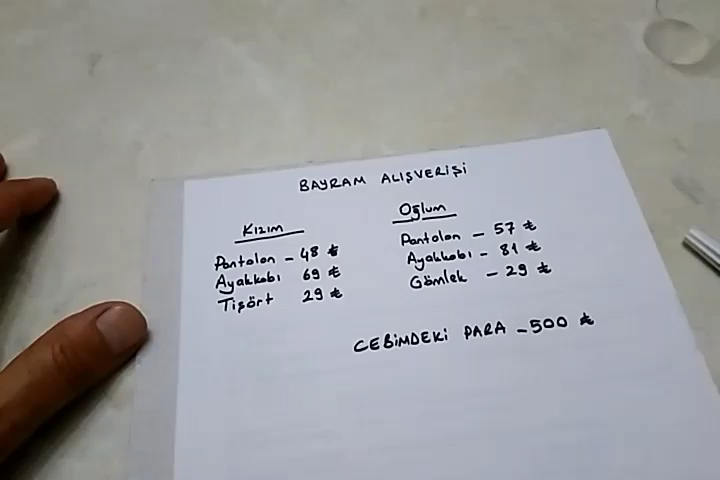 BAYRAM ALIŞVERİŞİ
Kızım
Pantolon - 48 ₺
Ayakkabı 69 ₺
Tişört 29 ₺
Oğlum
Pantolon - 57 ₺
Ayakkabı - 81 ₺
Gömlek - 29 ₺
CEBİMDEKİ PARA - 500 ₺